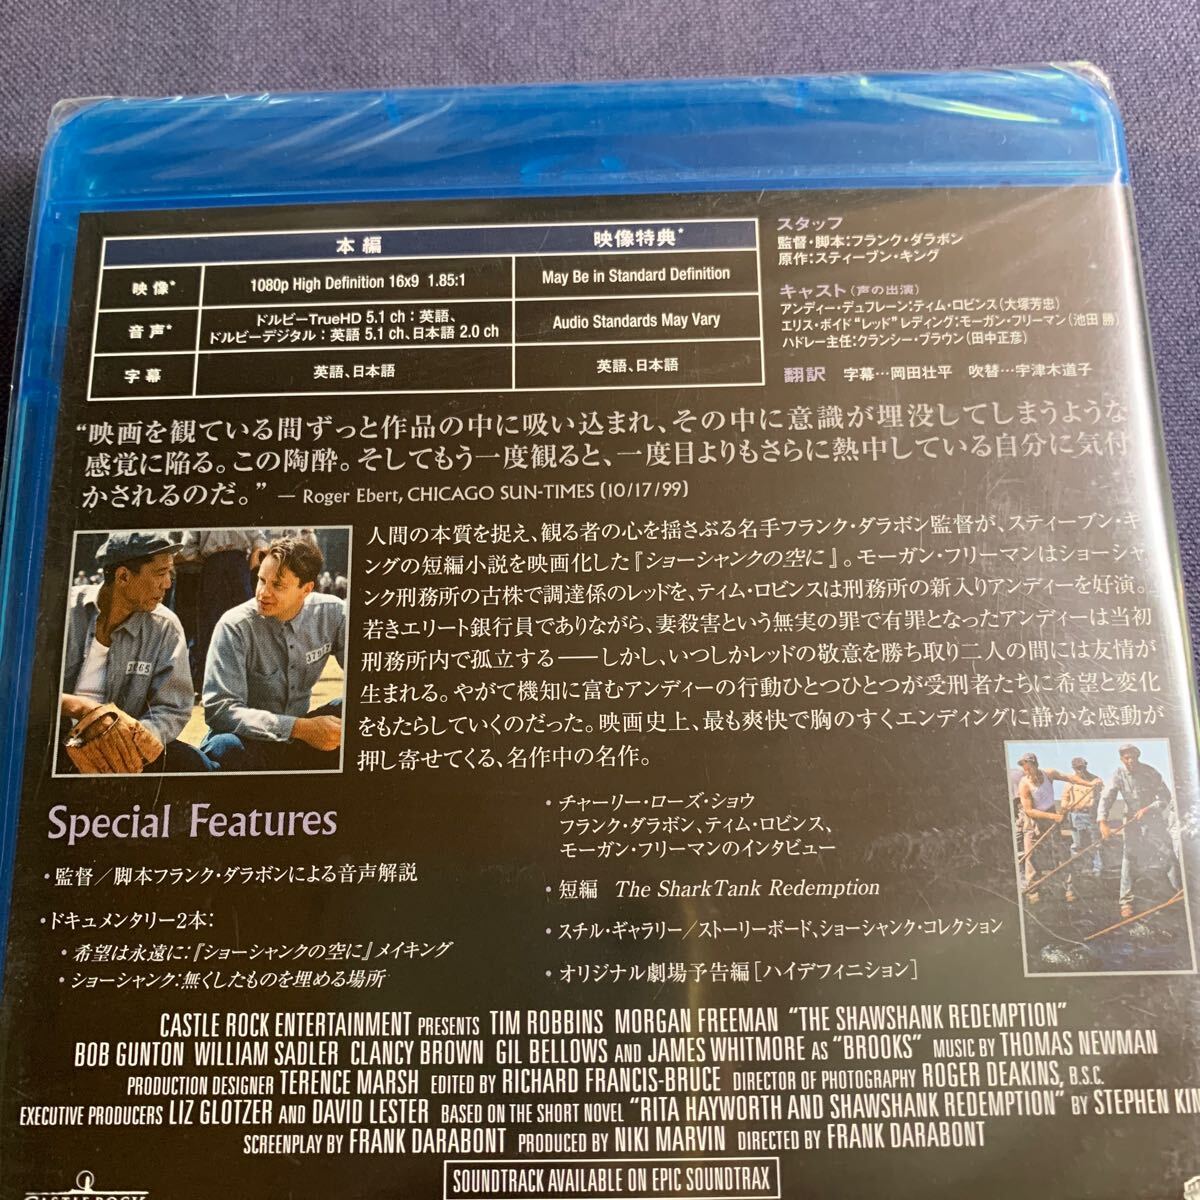 本編 映像特典*
映像* 1080p High Definition 16x9 1.85:1 May Be in Standard Definition
音声* ドルビーTrueHD 5.1 ch：英語、
ドルビーデジタル：英語 5.1 ch、日本語 2.0 ch Audio Standards May Vary
字幕 英語、日本語 英語、日本語
スタッフ
監督・脚本：フランク・ダラボン
原作：スティーブン・キング
キャスト（声の出演）
アンディー・デュフレーン：ティム・ロビンス（大塚芳忠）
エリス・ボイド“レッド”レディング：モーガン・フリーマン（池田 勝）
ハドレー主任：クランシー・ブラウン（田中正彦）
翻訳 字幕…岡田壮平 吹替…宇津木道子
“映画を観ている間ずっと作品の中に吸い込まれ、その中に意識が埋没してしまうような
感覚に陥る。この陶酔。そしてもう一度観ると、一度目よりもさらに熱中している自分に気付
かされるのだ。” — Roger Ebert, CHICAGO SUN-TIMES (10/17/99)
人間の本質を捉え、観る者の心を揺さぶる名手フランク・ダラボン監督が、スティーブン・キ
ングの短編小説を映画化した『ショーシャンクの空に』。モーガン・フリーマンはショーシャ
ンク刑務所の古株で調達係のレッドを、ティム・ロビンスは刑務所の新入りアンディーを好演。
若きエリート銀行員でありながら、妻殺害という無実の罪で有罪となったアンディーは当初
刑務所内で孤立する——しかし、いつしかレッドの敬意を勝ち取り二人の間には友情が
生まれる。やがて機知に富むアンディーの行動ひとつひとつが受刑者たちに希望と変化
をもたらしていくのだった。映画史上、最も爽快で胸のすくエンディングに静かな感動が
押し寄せてくる、名作中の名作。
Special Features
・監督／脚本フランク・ダラボンによる音声解説
・ドキュメンタリー2本：
・希望は永遠に：『ショーシャンクの空に』メイキング
・ショーシャンク：無くしたものを埋める場所
・チャーリー・ローズ・ショウ
フランク・ダラボン、ティム・ロビンス、
モーガン・フリーマンのインタビュー
・短編 The SharkTank Redemption
・スチル・ギャラリー／ストーリーボード、ショーシャンク・コレクション
・オリジナル劇場予告編［ハイデフィニション］
CASTLE ROCK ENTERTAINMENT PRESENTS TIM ROBBINS MORGAN FREEMAN “THE SHAWSHANK REDEMPTION”
BOB GUNTON WILLIAM SADLER CLANCY BROWN GIL BELLOWS AND JAMES WHITMORE AS “BROOKS” MUSIC BY THOMAS NEWMAN
PRODUCTION DESIGNER TERENCE MARSH EDITED BY RICHARD FRANCIS-BRUCE DIRECTOR OF PHOTOGRAPHY ROGER DEAKINS, B.S.C.
EXECUTIVE PRODUCERS LIZ GLOTZER AND DAVID LESTER BASED ON THE SHORT NOVEL “RITA HAYWORTH AND SHAWSHANK REDEMPTION” BY STEPHEN KIN
SCREENPLAY BY FRANK DARABONT PRODUCED BY NIKI MARVIN DIRECTED BY FRANK DARABONT
SOUNDTRACK AVAILABLE ON EPIC SOUNDTRAX
CASTLE ROCK